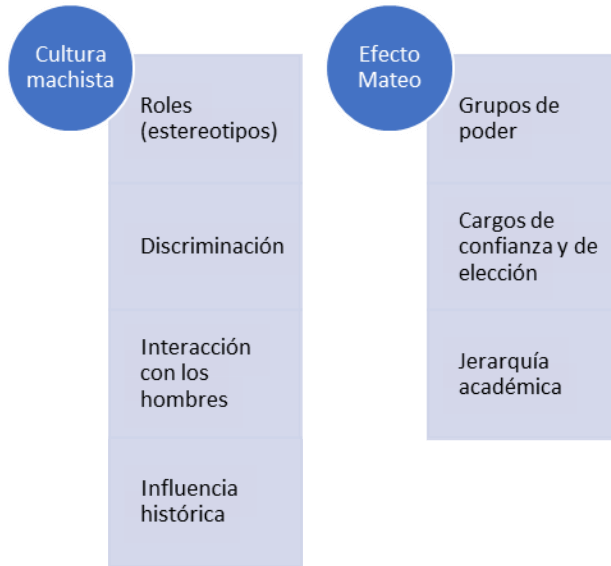 Cultura
machista
Roles
(estereotipos)
Discriminación
Interacción
con los
hombres
Influencia
histórica
Efecto
Mateo
Grupos de
poder
Cargos de
confianza y de
elección
Jerarquía
académica